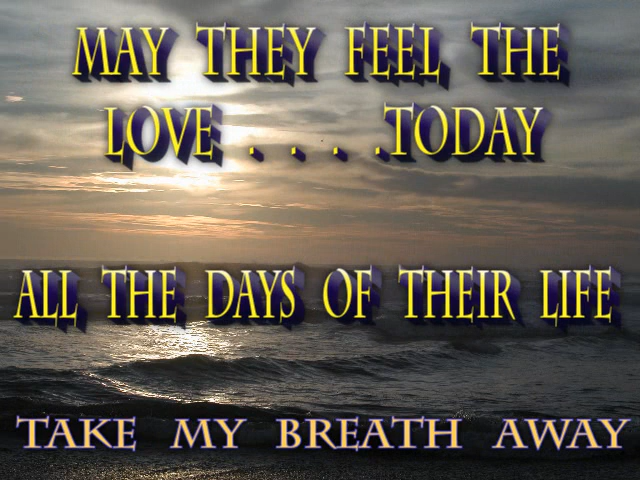 MAY THEY FEEL THE
LOVE . . . .TODAY
ALL THE DAYS OF THEIR LIFE
TAKE MY BREATH AWAY